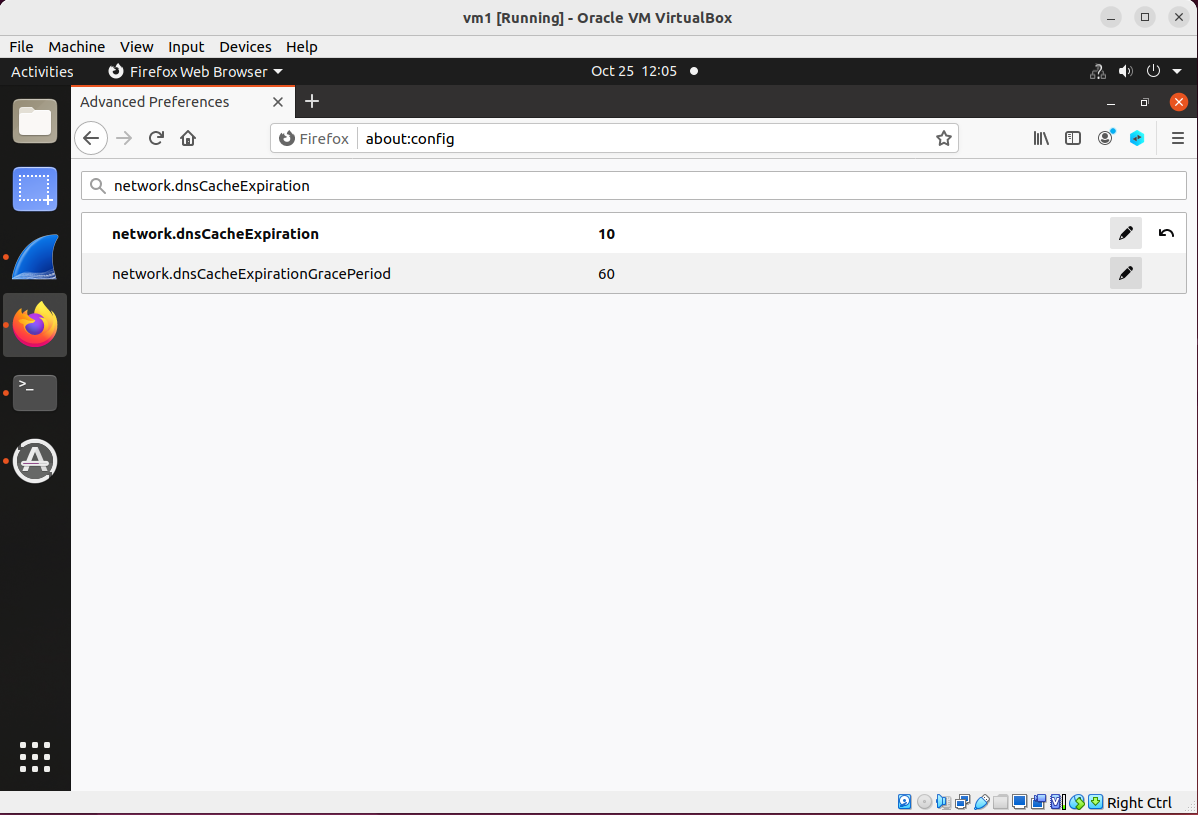 vm1 [Running] - Oracle VM VirtualBox
File Machine View Input Devices Help
Activities Firefox Web Browser Oct 25 12:05
Advanced Preferences
Firefox about:config
network.dnsCacheExpiration
network.dnsCacheExpiration 10
network.dnsCacheExpirationGracePeriod 60
Right Ctrl